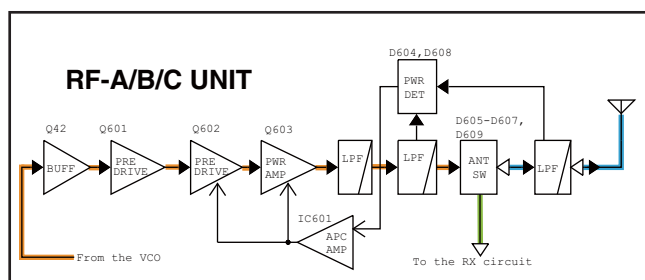 D604,D608
RF-A/B/C UNIT
PWR
DET
D605-D607,
D609
Q42
Q601
Q602
Q603
BUFF
PRE
DRIVE
PRE
DRIVE
PWR
AMP
LPF
LPF
ANT
SW
LPF
IC601
APC
AMP
From the VCO
To the RX circuit